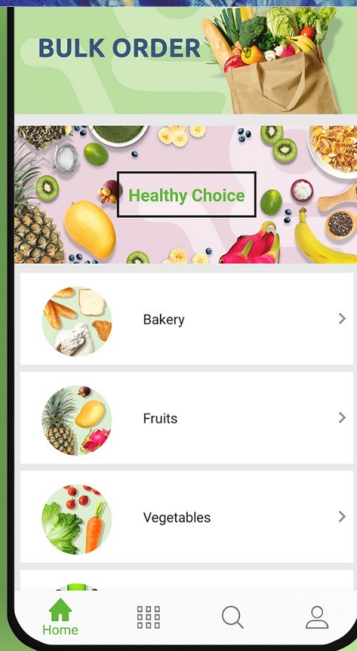 BULK ORDER
Healthy Choice
Bakery
Fruits
Vegetables
Home